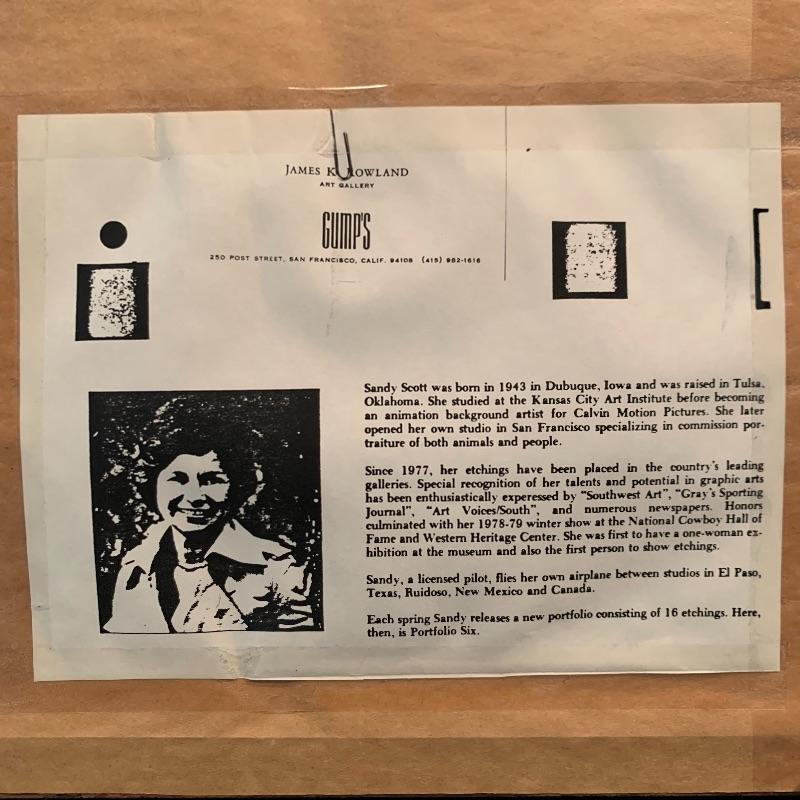 JAMES K. ROWLAND
ART GALLERY
GUMP'S
250 POST STREET, SAN FRANCISCO, CALIF. 94108 (415) 982-1616
Sandy Scott was born in 1943 in Dubuque, Iowa and was raised in Tulsa,
Oklahoma. She studied at the Kansas City Art Institute before becoming
an animation background artist for Calvin Motion Pictures. She later
opened her own studio in San Francisco specializing in commission por-
traiture of both animals and people.
Since 1977, her etchings have been placed in the country's leading
galleries. Special recognition of her talents and potential in graphic arts
has been enthusiastically experessed by "Southwest Art", "Gray's Sporting
Journal", "Art Voices/South", and numerous newspapers. Honors
culminated with her 1978-79 winter show at the National Cowboy Hall of
Fame and Western Heritage Center. She was first to have a one-woman ex-
hibition at the museum and also the first person to show etchings.
Sandy, a licensed pilot, flies her own airplane between studios in El Paso,
Texas, Ruidoso, New Mexico and Canada.
Each spring Sandy releases a new portfolio consisting of 16 etchings. Here,
then, is Portfolio Six.